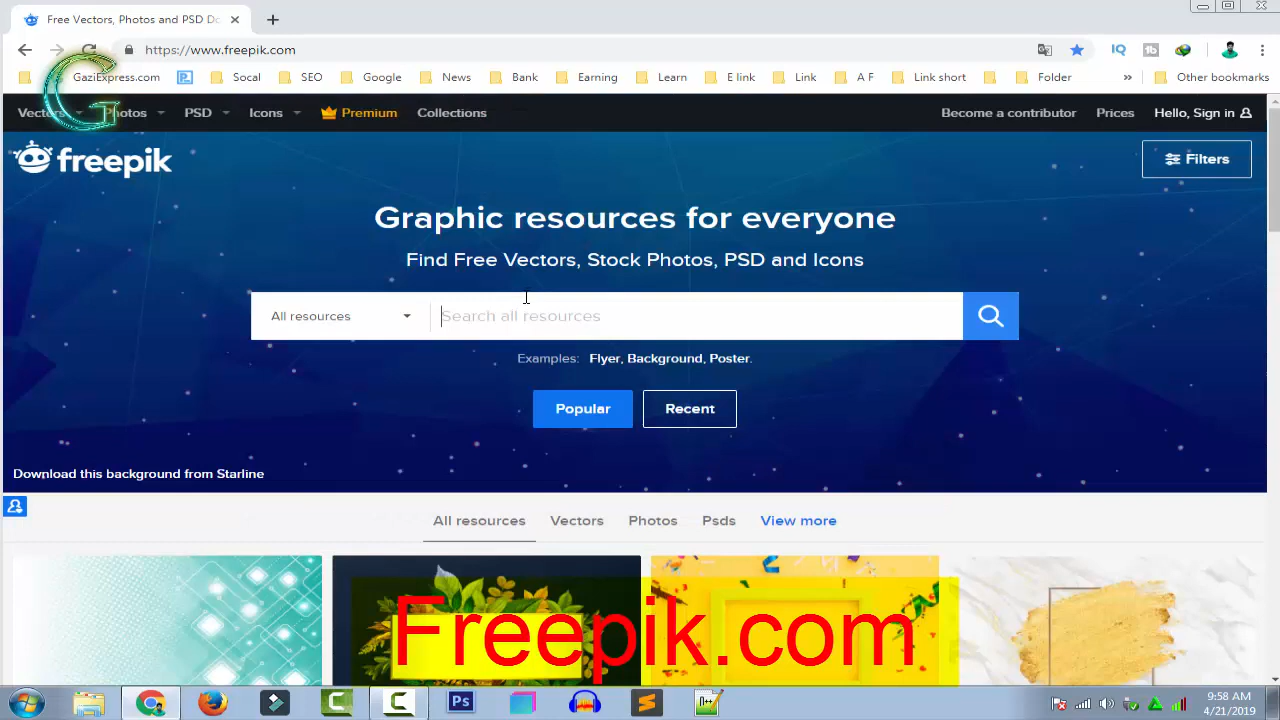 Free Vectors, Photos and PSD Do
https://www.freepik.com
GaziExpress.com Socal SEO Google News Bank Earning Learn E link Link A F Link short Folder » Other bookmarks
Vectors Photos PSD Icons Premium Collections Become a contributor Prices Hello, Sign in
freepik
Filters
Graphic resources for everyone
Find Free Vectors, Stock Photos, PSD and Icons
All resources Search all resources
Examples: Flyer, Background, Poster.
Popular Recent
Download this background from Starline
All resources Vectors Photos Psds View more
Freepik.com
9:58 AM
4/21/2019